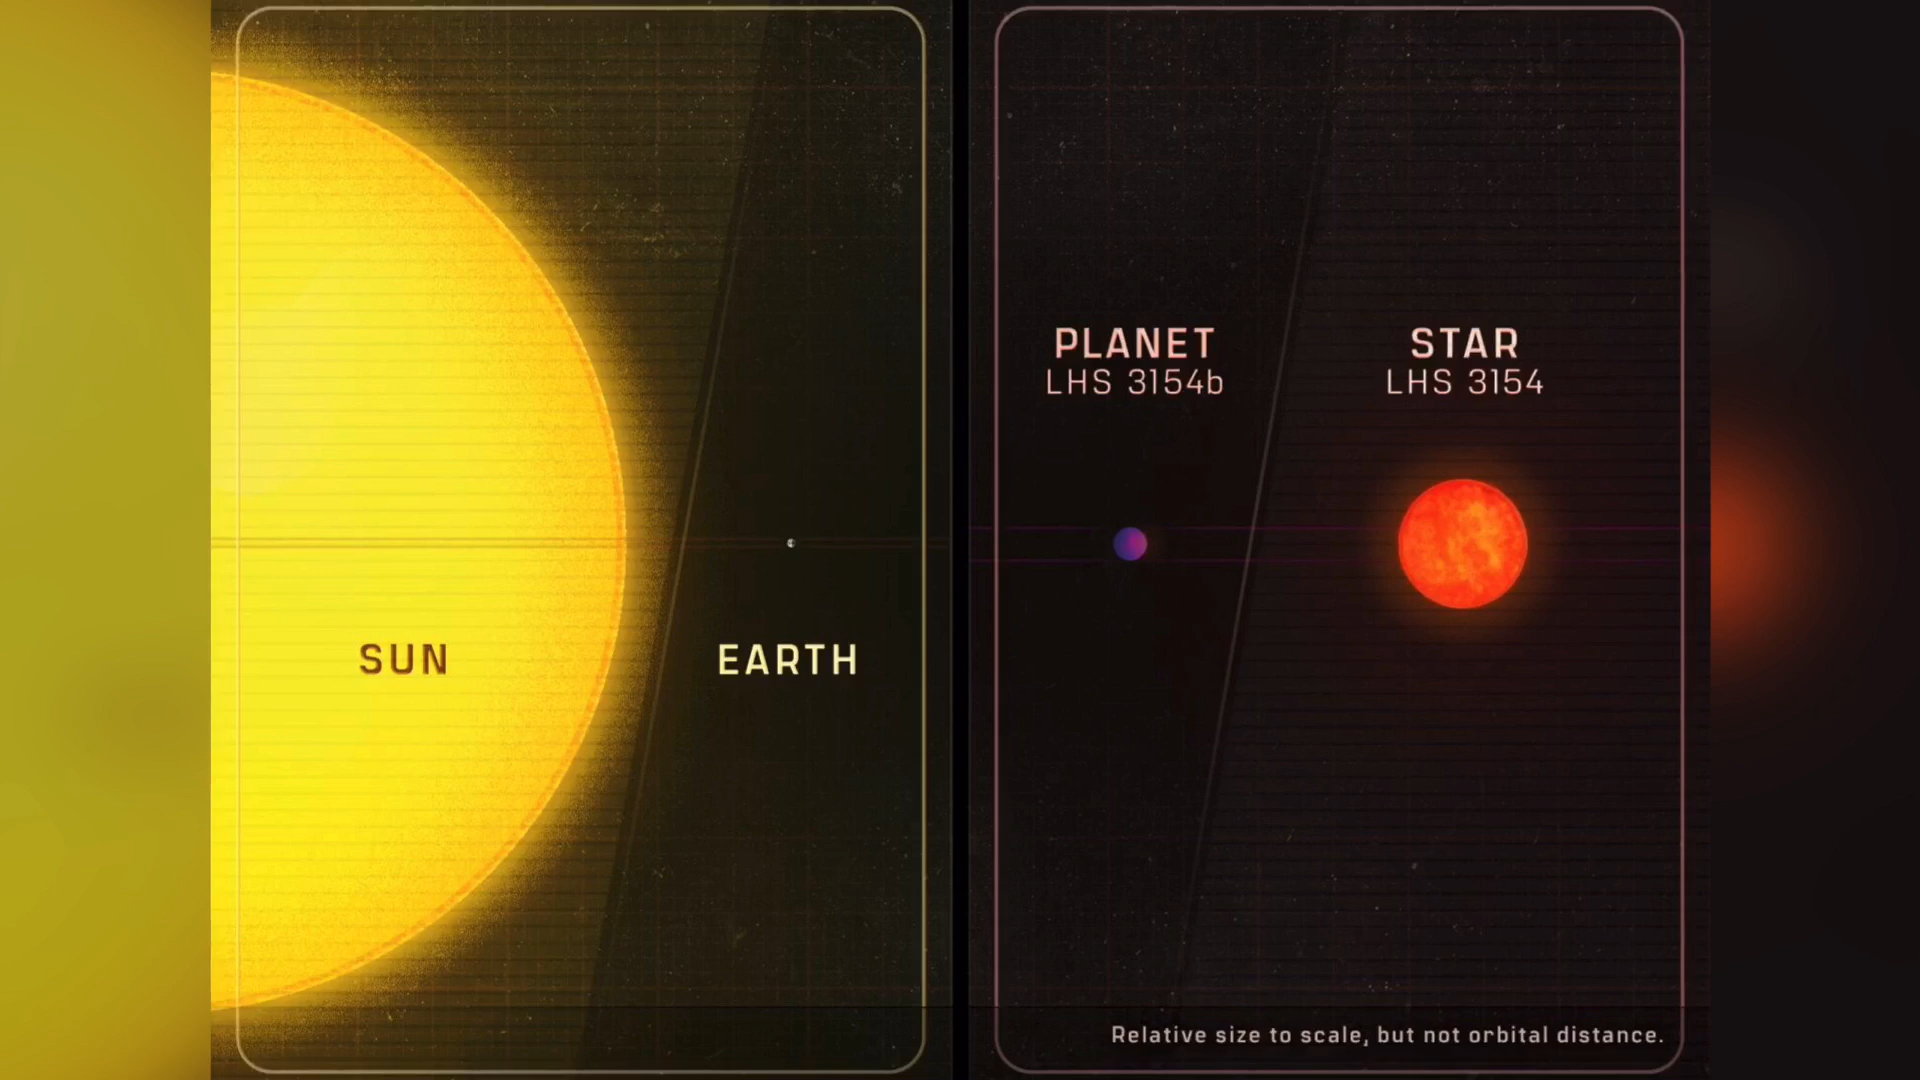 SUN
EARTH
PLANET
LHS 3154b
STAR
LHS 3154
Relative size to scale, but not orbital distance.